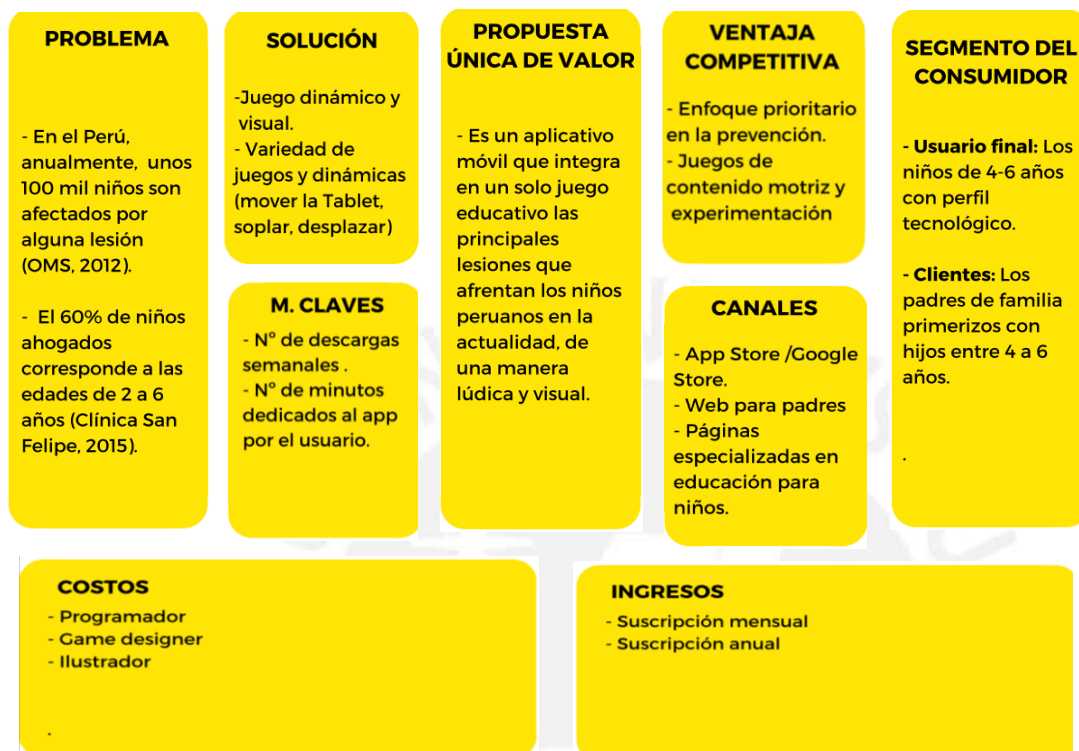 PROBLEMA
- En el Perú,
anualmente, unos
100 mil niños son
afectados por
alguna lesión
(OMS, 2012).
- El 60% de niños
ahogados
corresponde a las
edades de 2 a 6
años (Clínica San
Felipe, 2015).
SOLUCIÓN
-Juego dinámico y
visual.
- Variedad de
juegos y dinámicas
(mover la Tablet,
soplar, desplazar)
M. CLAVES
- Nº de descargas
semanales .
- Nº de minutos
dedicados al app
por el usuario.
PROPUESTA
ÚNICA DE VALOR
- Es un aplicativo
móvil que integra
en un solo juego
educativo las
principales
lesiones que
afrentan los niños
peruanos en la
actualidad, de
una manera
lúdica y visual.
VENTAJA
COMPETITIVA
- Enfoque prioritario
en la prevención.
- Juegos de
contenido motriz y
experimentación
CANALES
- App Store /Google
Store.
- Web para padres
- Páginas
especializadas en
educación para
niños.
SEGMENTO DEL
CONSUMIDOR
- Usuario final: Los
niños de 4-6 años
con perfil
tecnológico.
- Clientes: Los
padres de familia
primerizos con
hijos entre 4 a 6
años.
.
COSTOS
- Programador
- Game designer
- Ilustrador
.
INGRESOS
- Suscripción mensual
- Suscripción anual